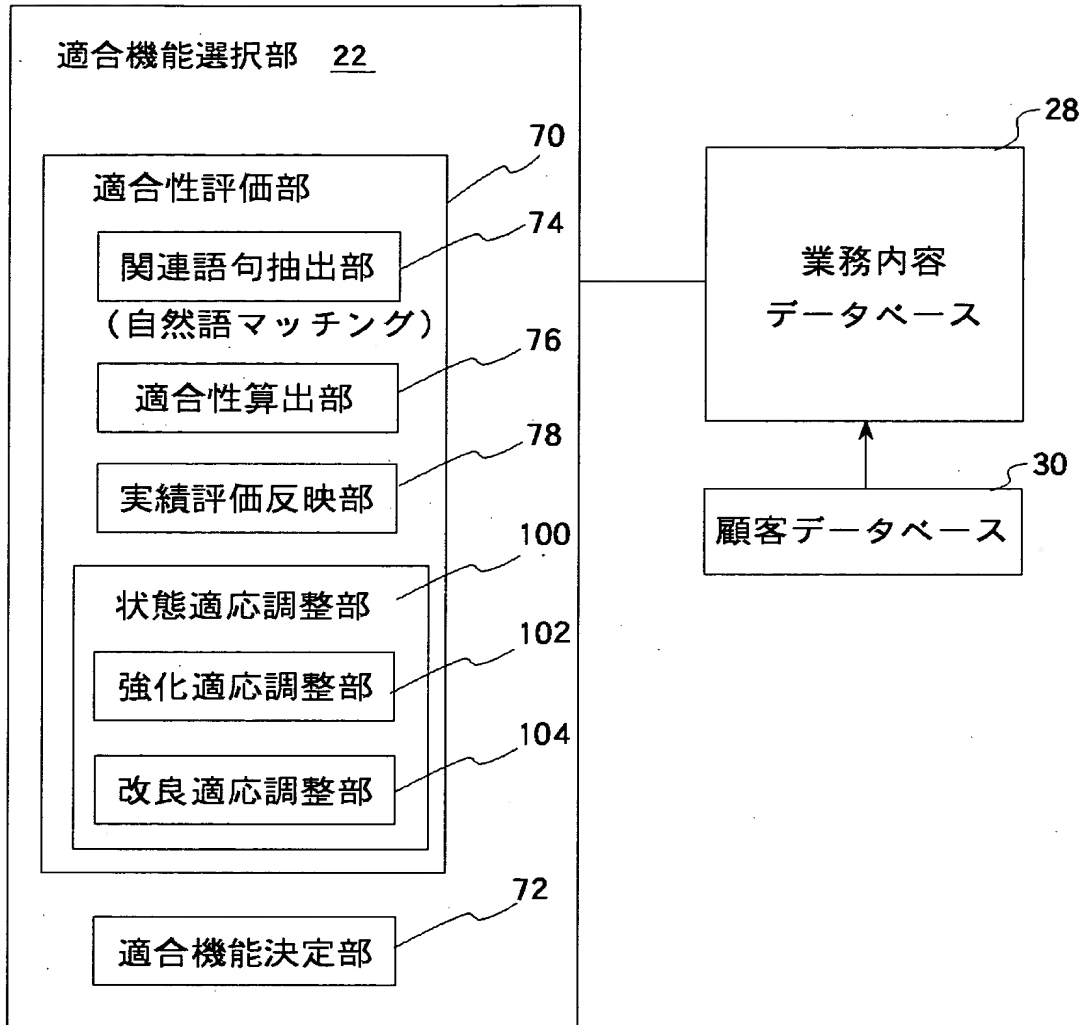 適合機能選択部 22
70
適合性評価部
74
関連語句抽出部
(自然語マッチング)
76
適合性算出部
78
実績評価反映部
100
状態適応調整部
102
強化適応調整部
104
改良適応調整部
72
適合機能決定部
28
業務内容
データベース
30
顧客データベース